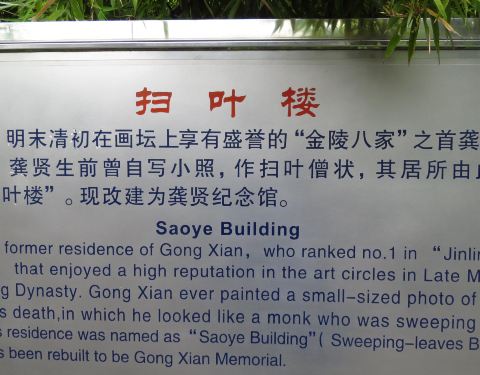 扫叶楼
明末清初在画坛上享有盛誉的“金陵八家”之首龚
龚贤生前曾自写小照，作扫叶僧状，其居所由
叶楼”。现改建为龚贤纪念馆。
Saoye Building
former residence of Gong Xian, who ranked no.1 in “Jinlin
that enjoyed a high reputation in the art circles in Late M
g Dynasty. Gong Xian ever painted a small-sized photo of
s death,in which he looked like a monk who was sweeping
s residence was named as “Saoye Building”( Sweeping-leaves B
s been rebuilt to be Gong Xian Memorial.